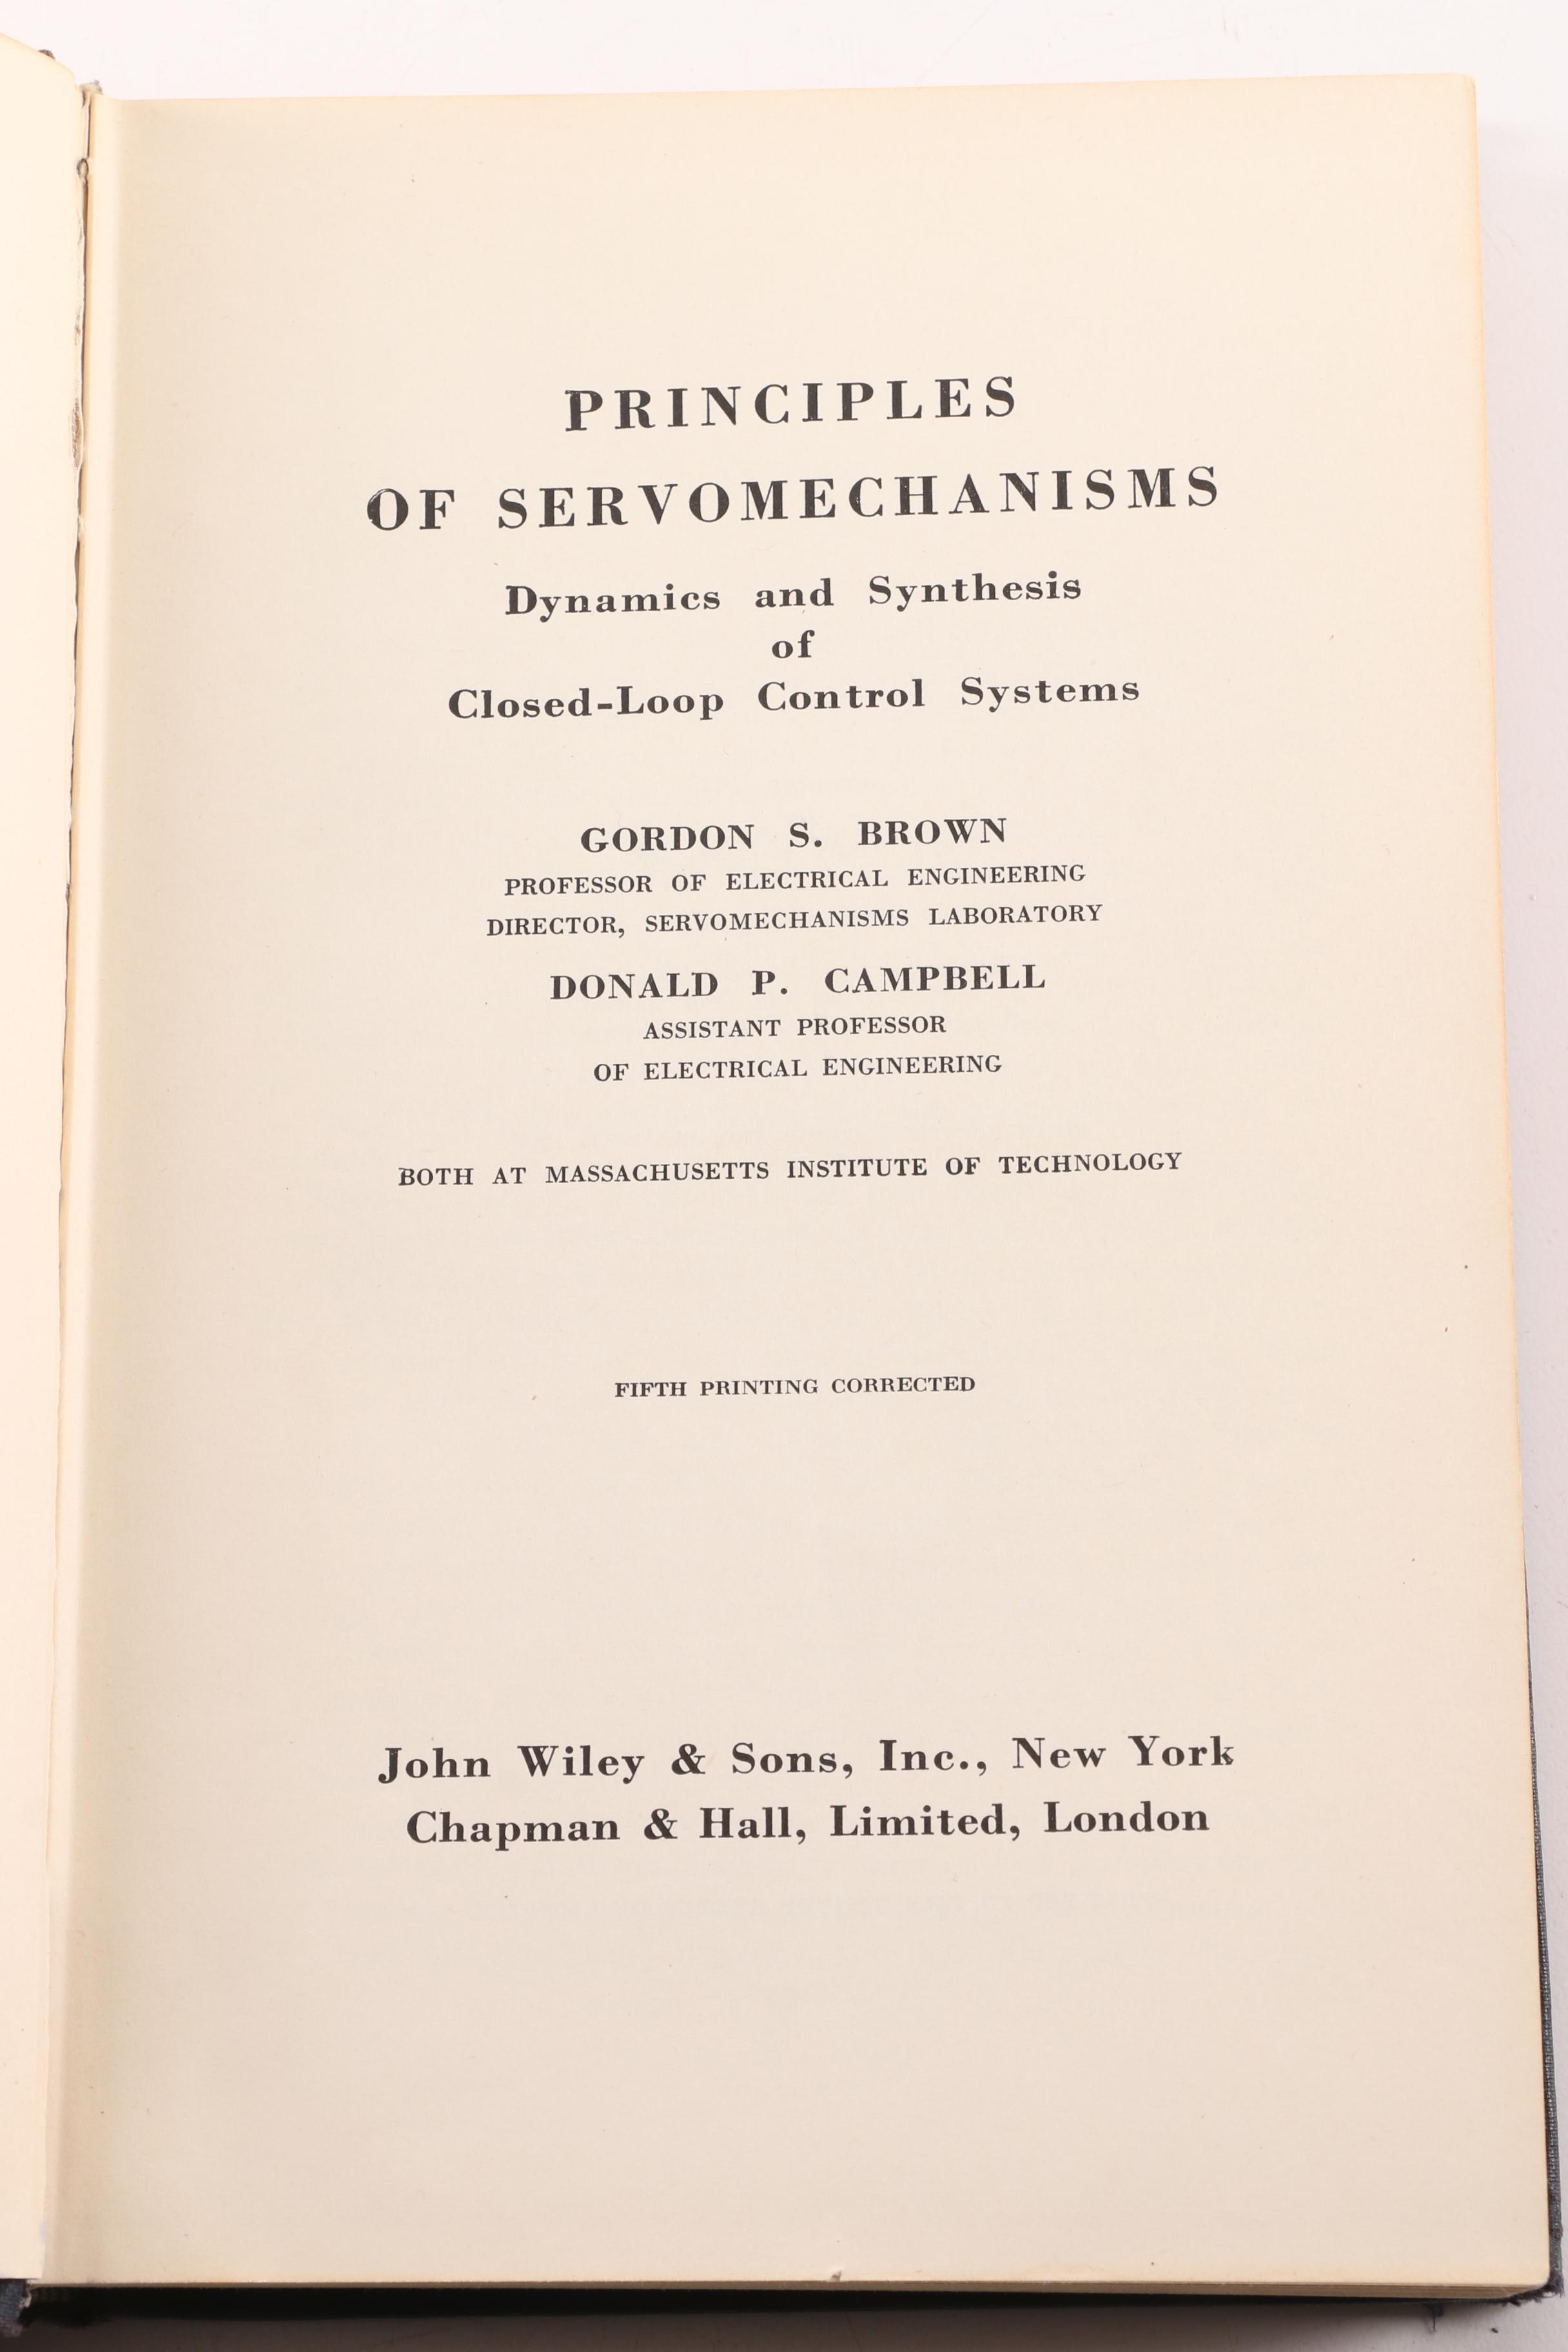 PRINCIPLES
OF SERVOMECHANISMS
Dynamics and Synthesis
of
Closed-Loop Control Systems
GORDON S. BROWN
PROFESSOR OF ELECTRICAL ENGINEERING
DIRECTOR, SERVOMECHANISMS LABORATORY
DONALD P. CAMPBELL
ASSISTANT PROFESSOR
OF ELECTRICAL ENGINEERING
BOTH AT MASSACHUSETTS INSTITUTE OF TECHNOLOGY
FIFTH PRINTING CORRECTED
John Wiley & Sons, Inc., New York
Chapman & Hall, Limited, London